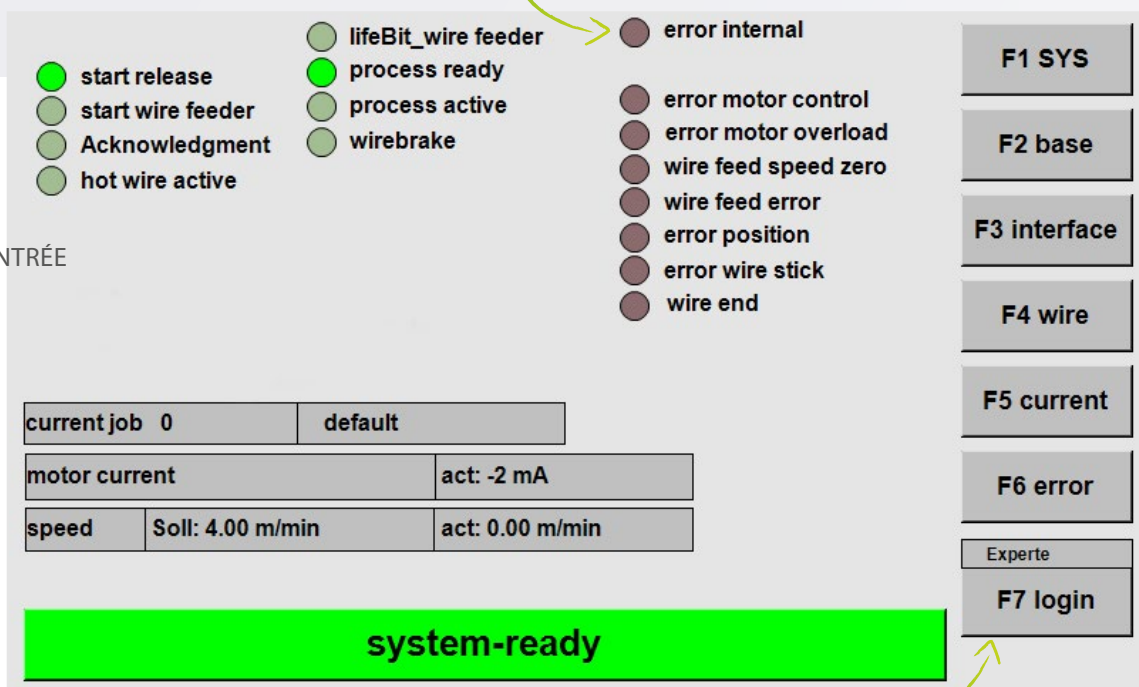 start release
start wire feeder
Acknowledgment
hot wire active
lifeBit_wire feeder
process ready
process active
wirebrake
error internal
error motor control
error motor overload
wire feed speed zero
wire feed error
error position
error wire stick
wire end
NTRÉE
current job 0 default
motor current act: -2 mA
speed Soll: 4.00 m/min act: 0.00 m/min
system-ready
F1 SYS
F2 base
F3 interface
F4 wire
F5 current
F6 error
Experte
F7 login